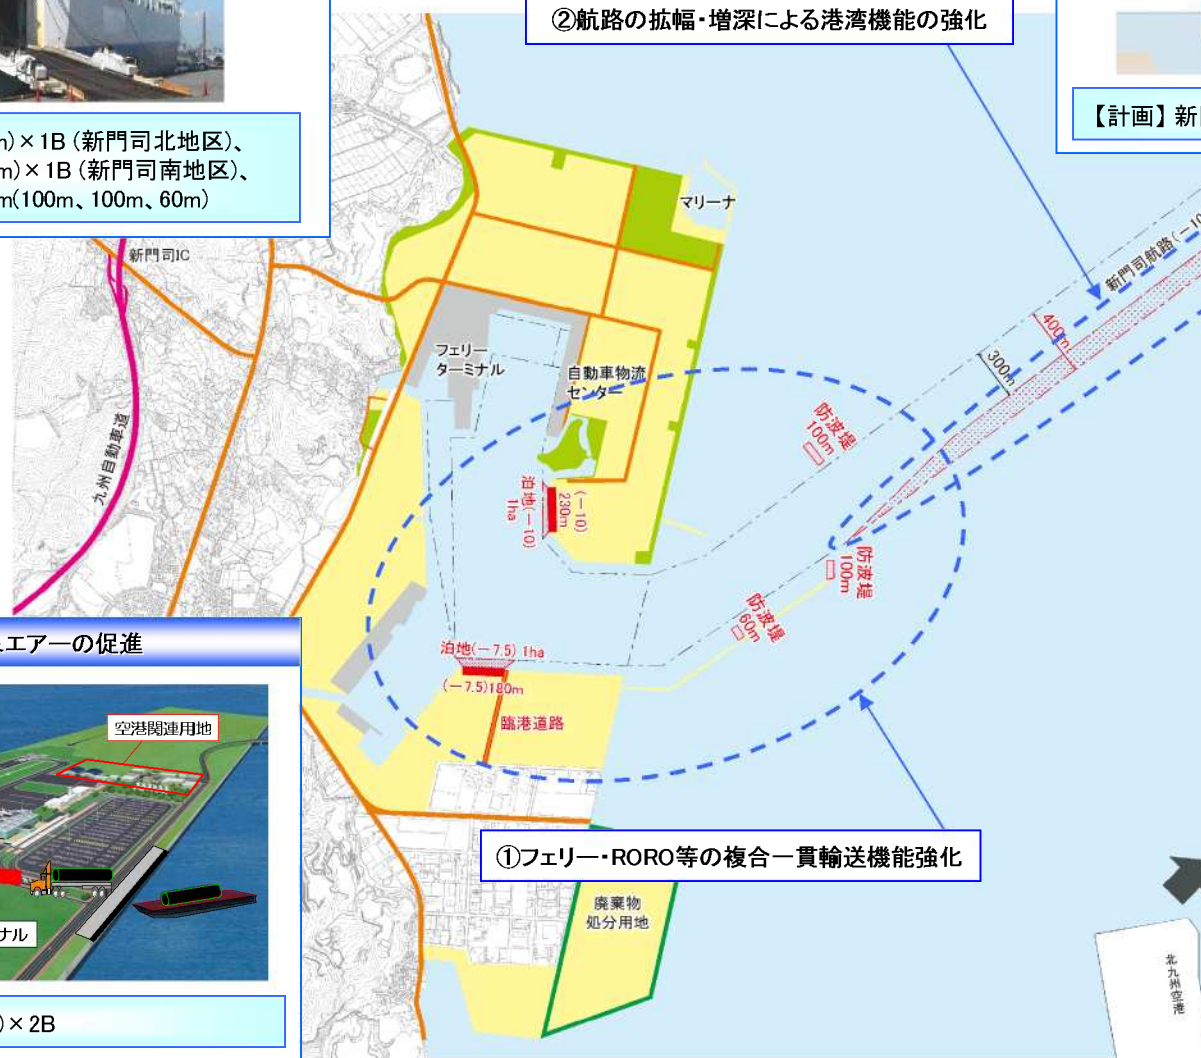 ②航路の拡幅・増深による港湾機能の強化
m)×1B (新門司北地区)、
m)×1B (新門司南地区)、
m(100m、100m、60m)
【計画】新
マリーナ
新門司IC
新門司航路(-10
400m
300m
フェリー
ターミナル
自動車物流
センター
九州自動車道
防波堤
100m
泊地(-10)
1ha
(-10)
230m
防波堤
100m
防波堤
60m
エアーの促進
泊地(-7.5) 1ha
(-7.5)180m
臨港道路
空港関連用地
①フェリー・RORO等の複合一貫輸送機能強化
廃棄物
処分用地
ナル
北九州空港
)×2B